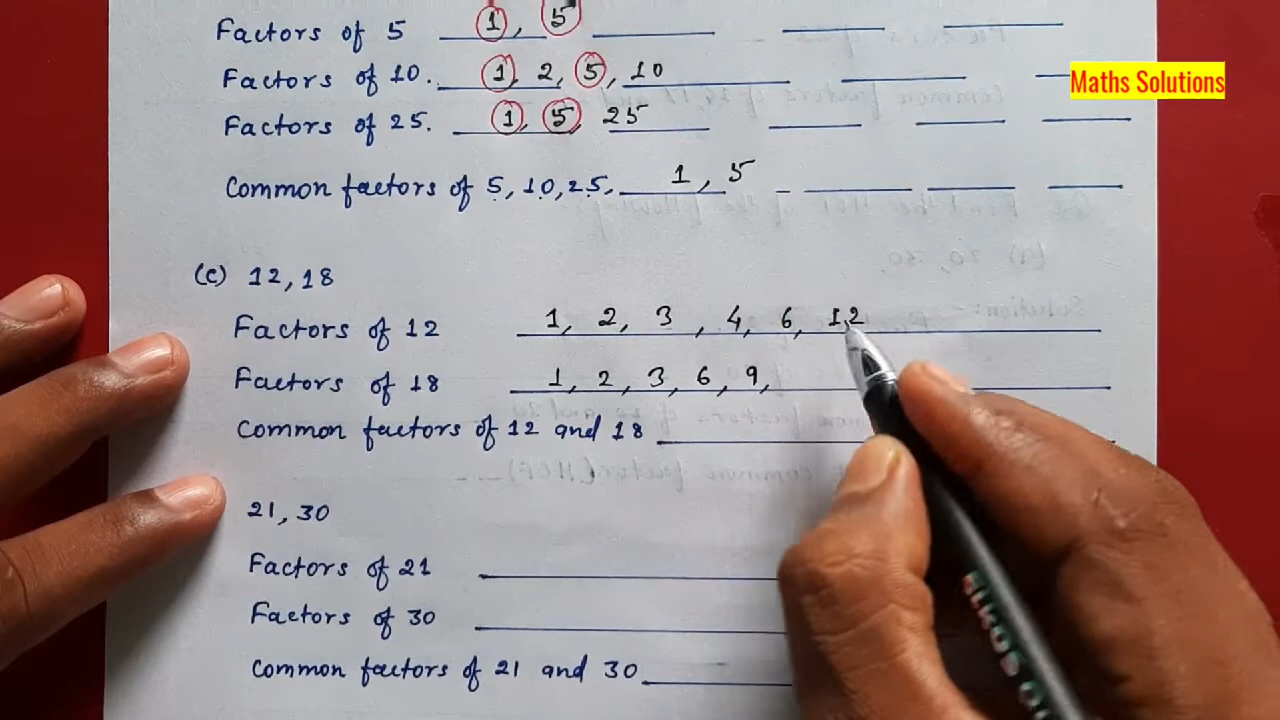 Factors of 5 1, 5
Factors of 10. 1, 2, 5, 10
Maths Solutions
Factors of 25. 1, 5, 25
Common factors of 5, 10, 25. 1, 5
(c) 12, 18
Factors of 12 1, 2, 3, 4, 6, 12
Factors of 18 1, 2, 3, 6, 9,
Common factors of 12 and 18
21, 30
Factors of 21
Factors of 30
Common factors of 21 and 30